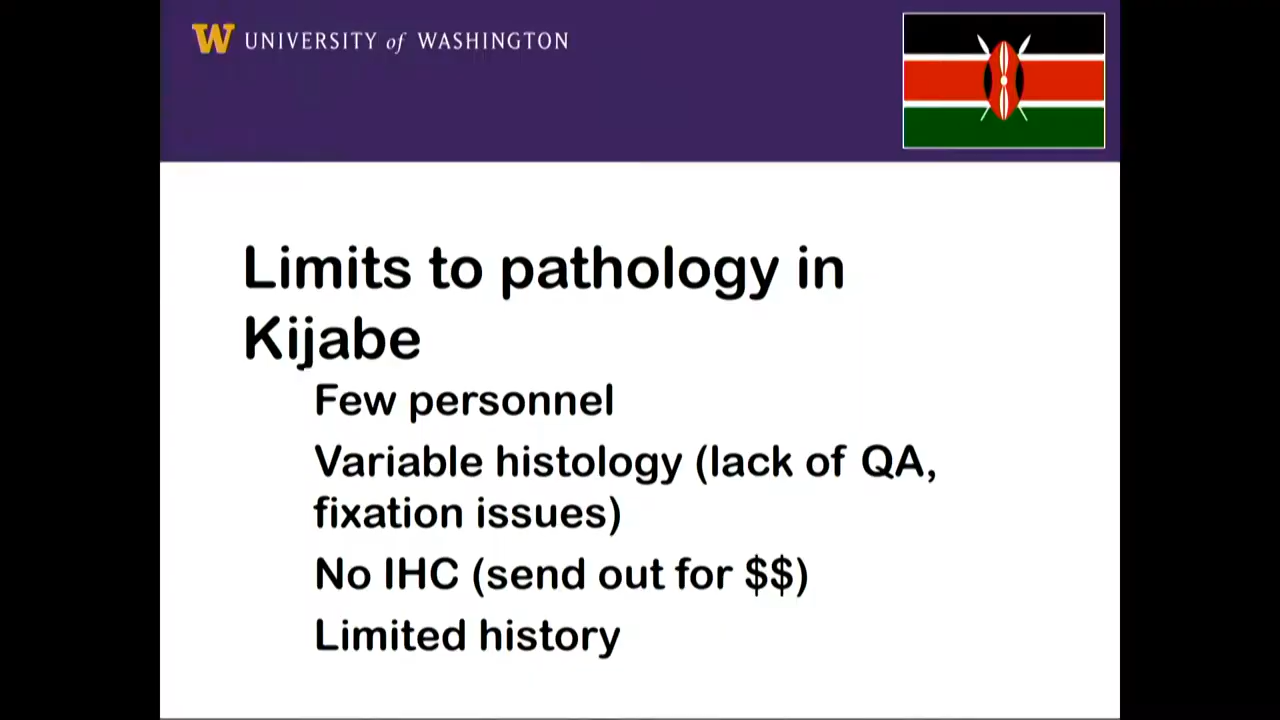 W UNIVERSITY of WASHINGTON
Limits to pathology in
Kijabe
Few personnel
Variable histology (lack of QA,
fixation issues)
No IHC (send out for $$)
Limited history